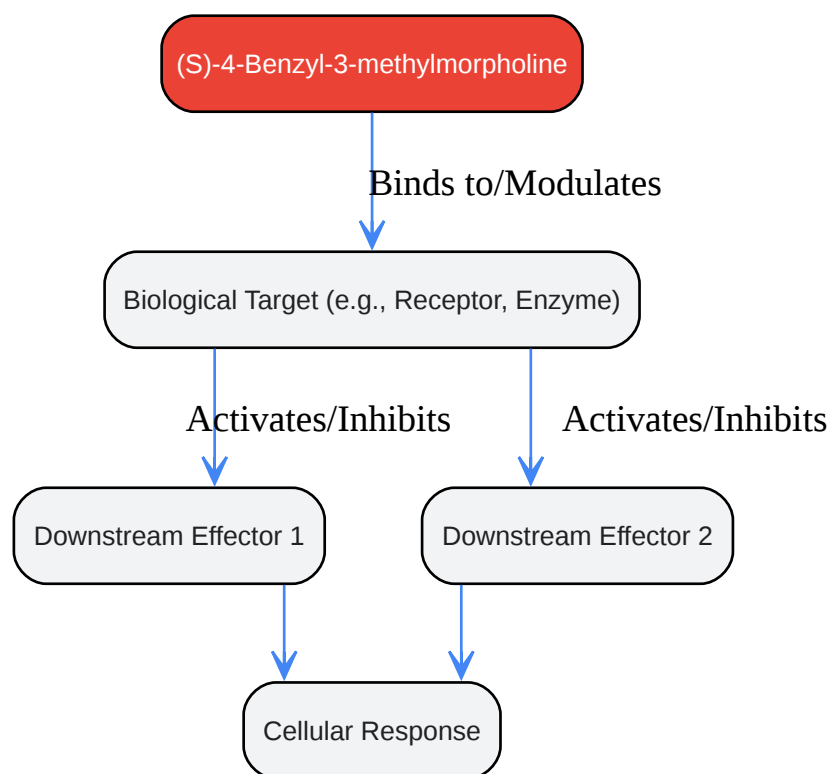 (S)-4-Benzyl-3-methylmorpholine
Binds to/Modulates
Biological Target (e.g., Receptor, Enzyme)
Activates/Inhibits
Activates/Inhibits
Downstream Effector 1
Downstream Effector 2
Cellular Response